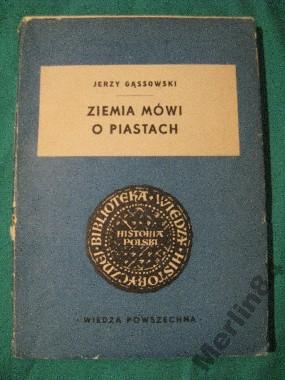 JERZY GĄSSOWSKI
ZIEMIA MÓWI
O PIASTACH
BIBLIOTEKA · WIEDZY HISTORYCZNEJ
HISTORIA
POLSKI
· WIEDZA POWSZECHNA ·
Merlin8